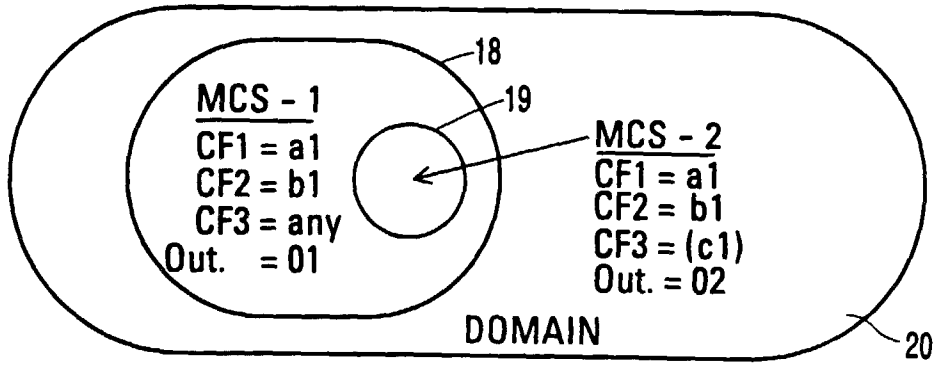 18
MCS - 1
19
CF1 = a1
CF2 = b1
CF3 = any
Out. = 01
MCS - 2
CF1 = a1
CF2 = b1
CF3 = (c1)
Out. = 02
DOMAIN
20